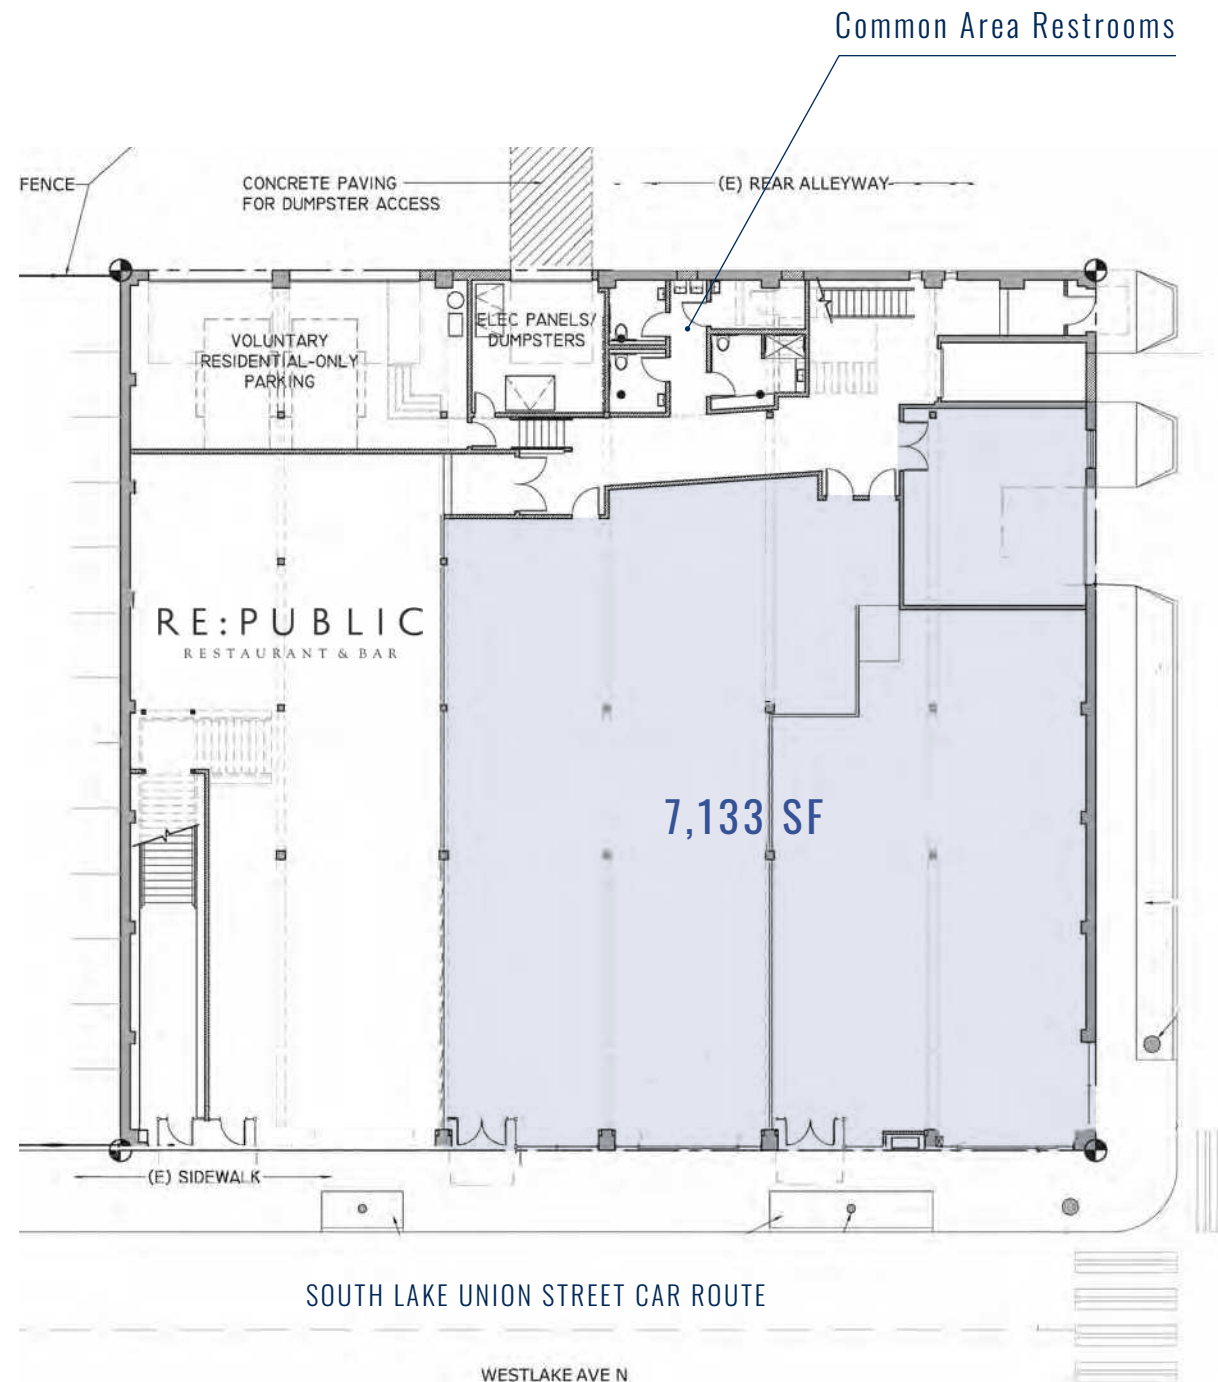 Common Area Restrooms
FENCE
CONCRETE PAVING
FOR DUMPSTER ACCESS
(E) REAR ALLEYWAY
VOLUNTARY
RESIDENTIAL-ONLY
PARKING
ELEC PANELS/
DUMPSTERS
RE:PUBLIC
RESTAURANT & BAR
7,133 SF
(E) SIDEWALK
SOUTH LAKE UNION STREET CAR ROUTE
WESTLAKE AVE N